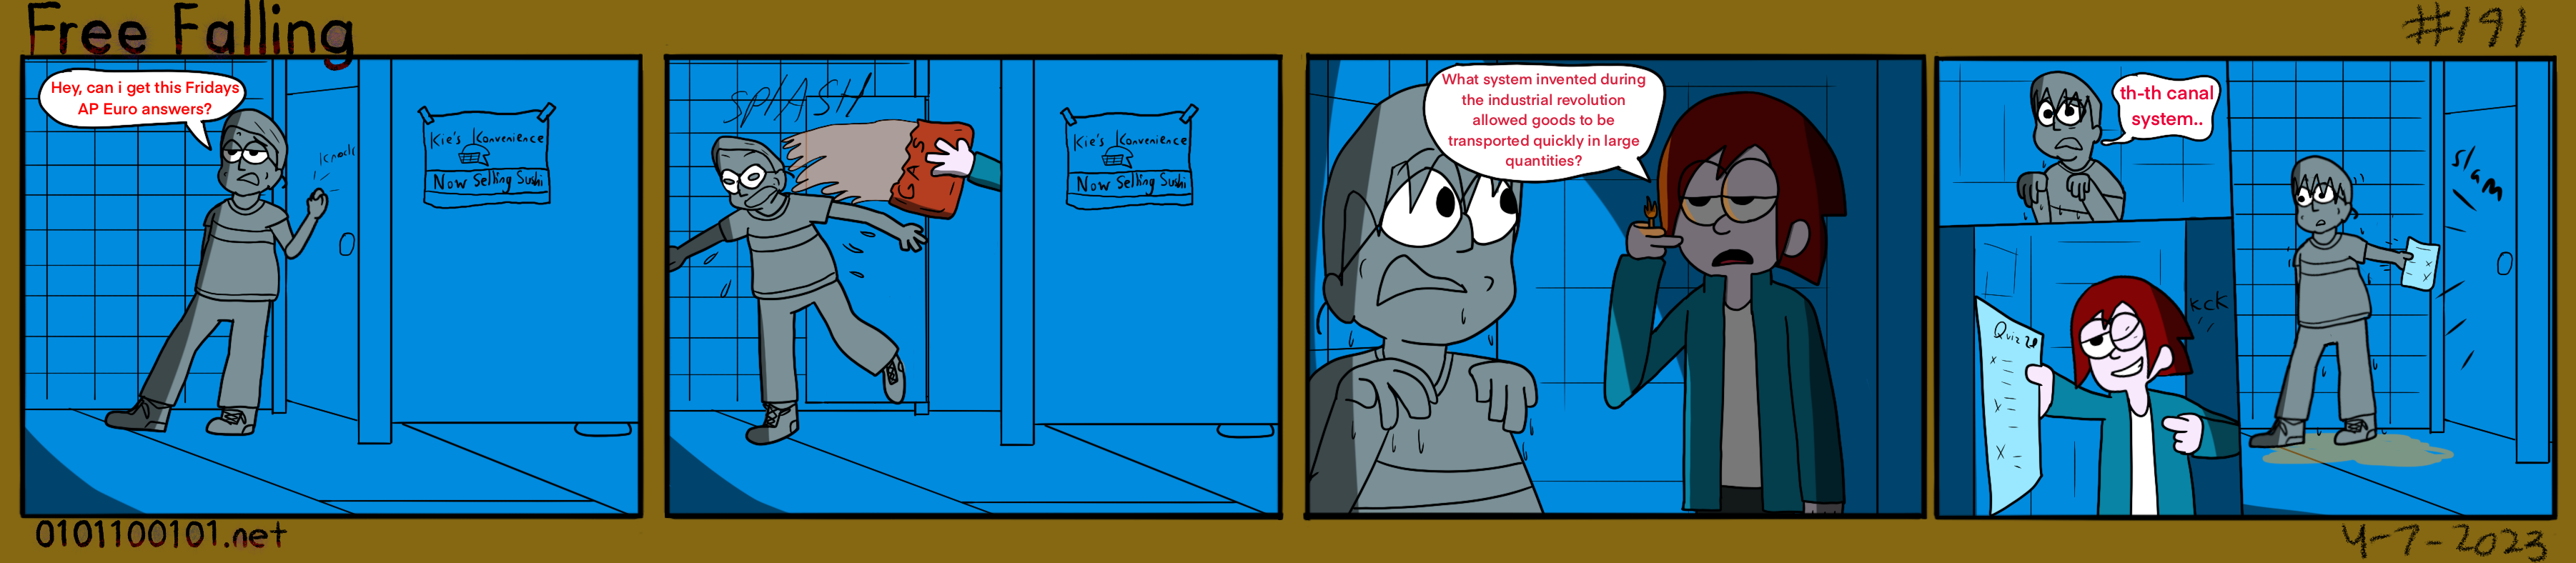 Free Falling
#191
Hey, can i get this Fridays
AP Euro answers?
Knock
Kie's Konvenience
Now Selling Sushi
SPLASH
GAS
Kie's Konvenience
Now Selling Sushi
What system invented during
the industrial revolution
allowed goods to be
transported quickly in large
quantities?
th-th canal
system..
Quiz
KCK
slam
0101100101.net
4-7-2023